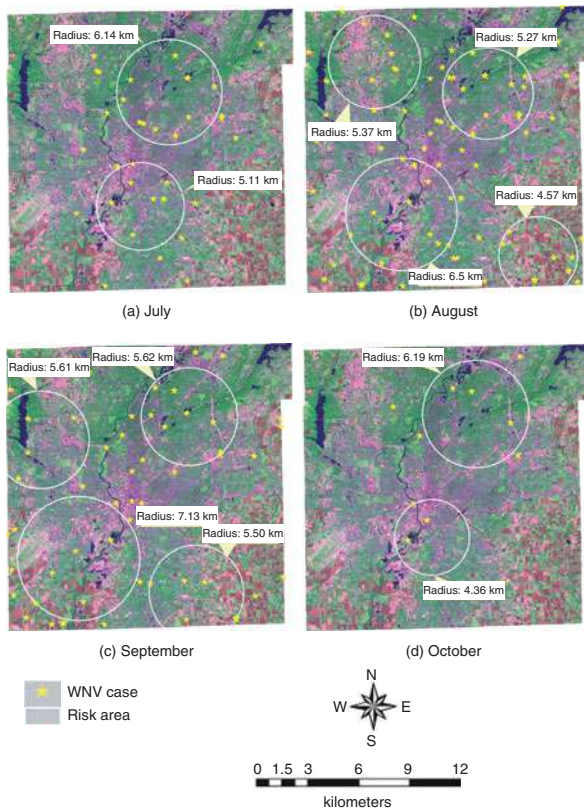 Radius: 6.14 km
Radius: 5.11 km
(a) July
Radius: 5.27 km
Radius: 5.37 km
Radius: 4.57 km
Radius: 6.5 km
(b) August
Radius: 5.61 km
Radius: 5.62 km
Radius: 7.13 km
Radius: 5.50 km
(c) September
Radius: 6.19 km
Radius: 4.36 km
(d) October
WNV case
Risk area
N
W E
S
0 1.5 3 6 9 12
kilometers